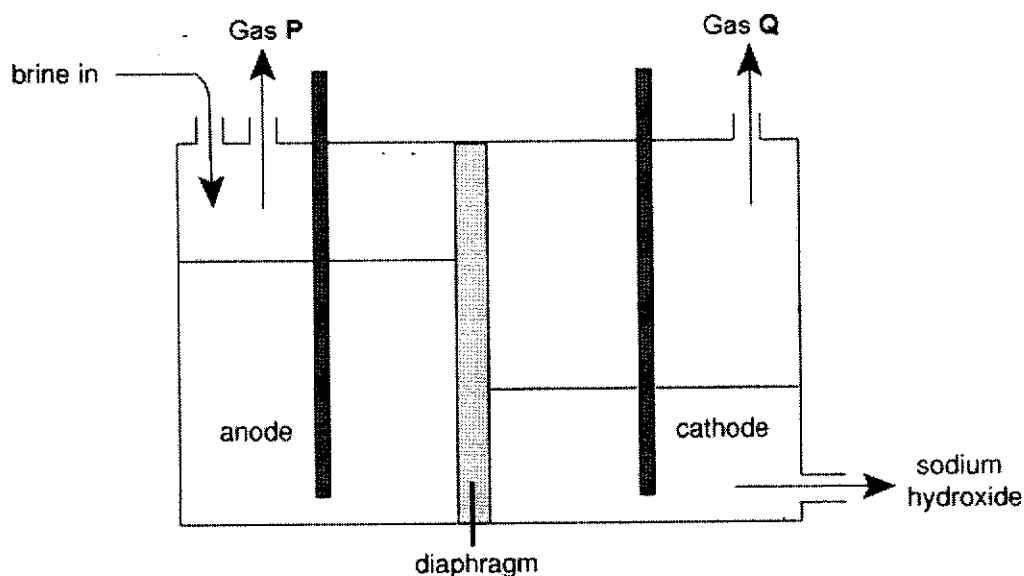 Gas P
Gas Q
brine in
anode
cathode
sodium
hydroxide
diaphragm